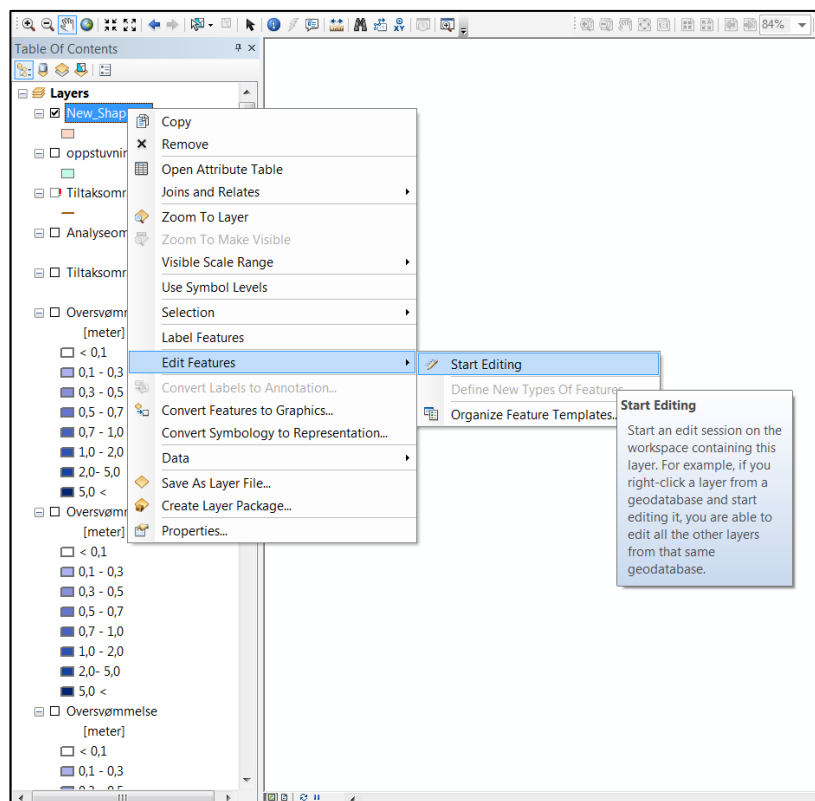 84%
Table Of Contents
Layers
New_Shap
Copy
Remove
oppstuvnin
Open Attribute Table
Joins and Relates
Tiltaksomr
Zoom To Layer
Analyseom
Zoom To Make Visible
Visible Scale Range
Tiltaksomr
Use Symbol Levels
Oversvømm
Selection
[meter]
Label Features
< 0,1
Edit Features
Start Editing
0,1 - 0,3
Convert Labels to Annotation...
Define New Types Of Features...
0,3 - 0,5
Convert Features to Graphics...
Organize Feature Templates...
0,5 - 0,7
Convert Symbology to Representation...
0,7 - 1,0
Data
1,0 - 2,0
2,0- 5,0
Save As Layer File...
5,0 <
Create Layer Package...
Oversvømm
[meter]
Properties...
Start Editing
Start an edit session on the
workspace containing this
layer. For example, if you
right-click a layer from a
geodatabase and start
editing it, you are able to
edit all the other layers
from that same
geodatabase.
< 0,1
0,1 - 0,3
0,3 - 0,5
0,5 - 0,7
0,7 - 1,0
1,0 - 2,0
2,0- 5,0
5,0 <
Oversvømmelse
[meter]
< 0,1
0,1 - 0,3
0,3 - 0,5